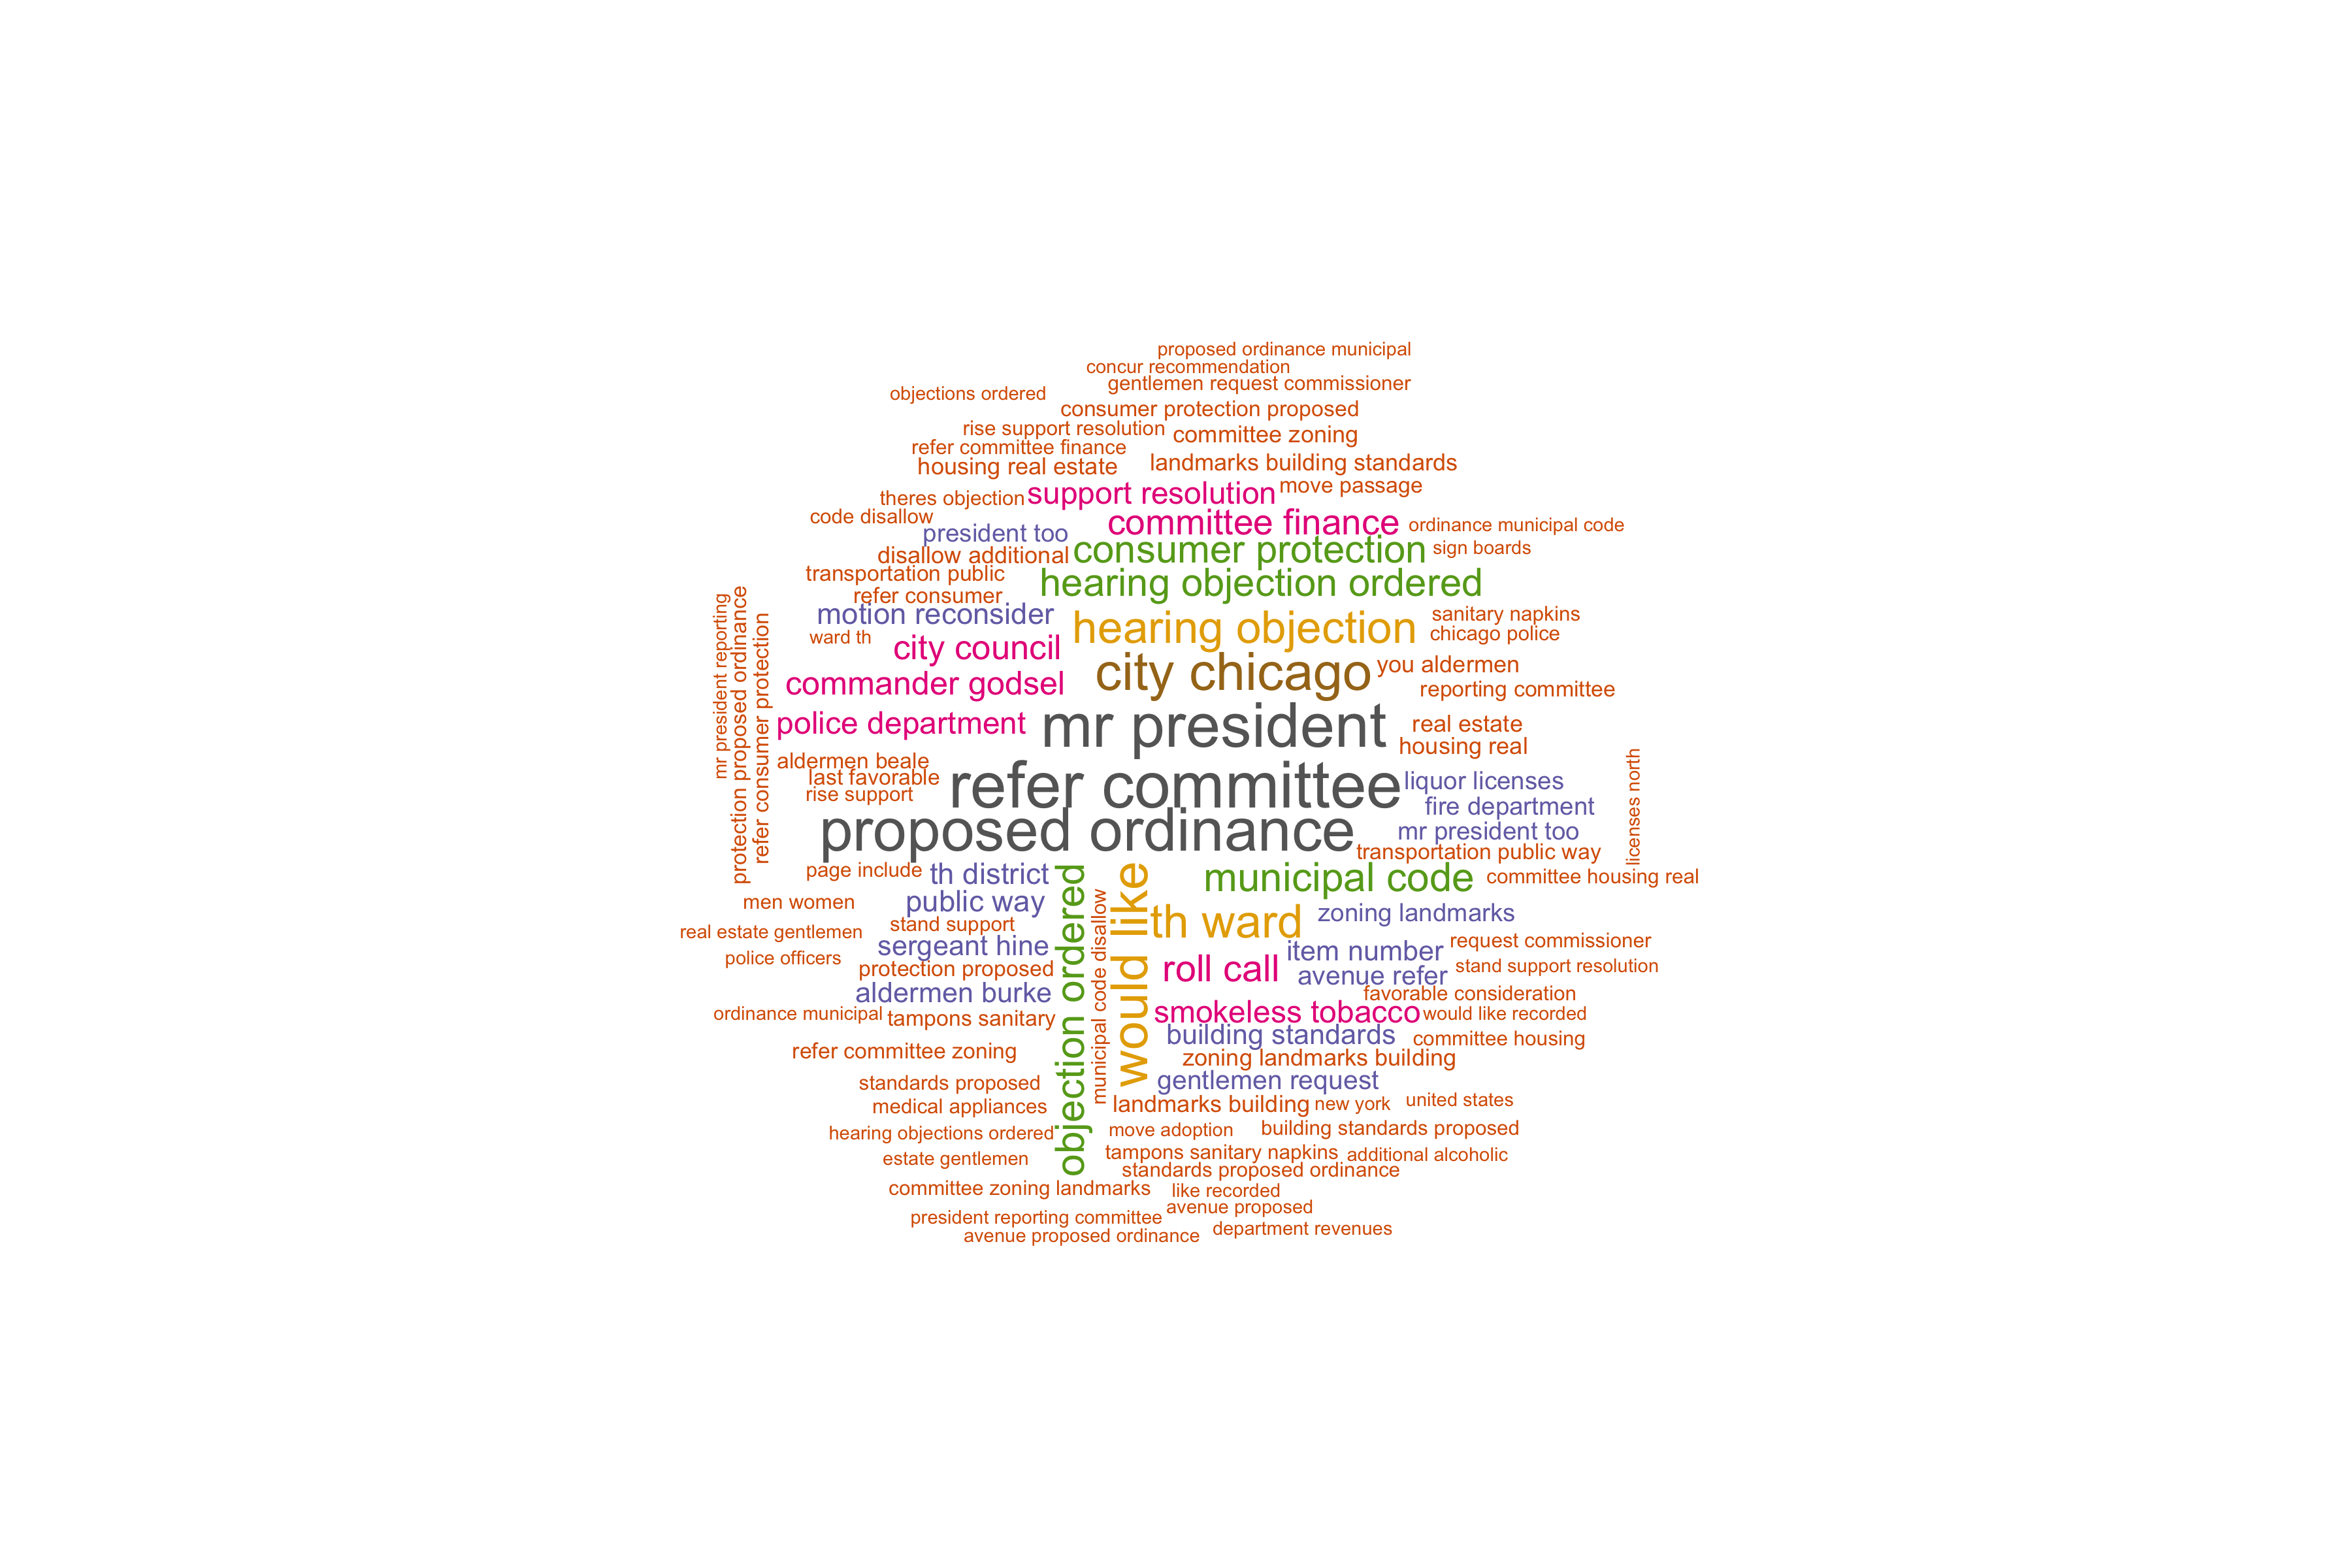 proposed ordinance municipal
concur recommendation
gentlemen request commissioner
objections ordered
consumer protection proposed
rise support resolution
committee zoning
refer committee finance
housing real estate
landmarks building standards
theres objection
support resolution
move passage
code disallow
committee finance
ordinance municipal code
president too
disallow additional
consumer protection
sign boards
transportation public
hearing objection ordered
refer consumer
motion reconsider
hearing objection
sanitary napkins
ward th
chicago police
city council
city chicago
you aldermen
commander godsel
reporting committee
mr president reporting
protection proposed ordinance
refer consumer protection
police department
mr president
real estate
housing real
aldermen beale
last favorable
rise support
refer committee
liquor licenses
fire department
licenses north
proposed ordinance
mr president too
transportation public way
page include
th district
objection ordered
would like
municipal code
committee housing real
men women
public way
municipal code disallow
th ward
zoning landmarks
stand support
real estate gentlemen
sergeant hine
item number
request commissioner
police officers
protection proposed
roll call
avenue refer
stand support resolution
aldermen burke
favorable consideration
ordinance municipal
tampons sanitary
smokeless tobacco
would like recorded
building standards
committee housing
refer committee zoning
zoning landmarks building
standards proposed
gentlemen request
medical appliances
landmarks building
new york
united states
hearing objections ordered
move adoption
building standards proposed
estate gentlemen
tampons sanitary napkins
additional alcoholic
standards proposed ordinance
committee zoning landmarks
like recorded
avenue proposed
president reporting committee
department revenues
avenue proposed ordinance